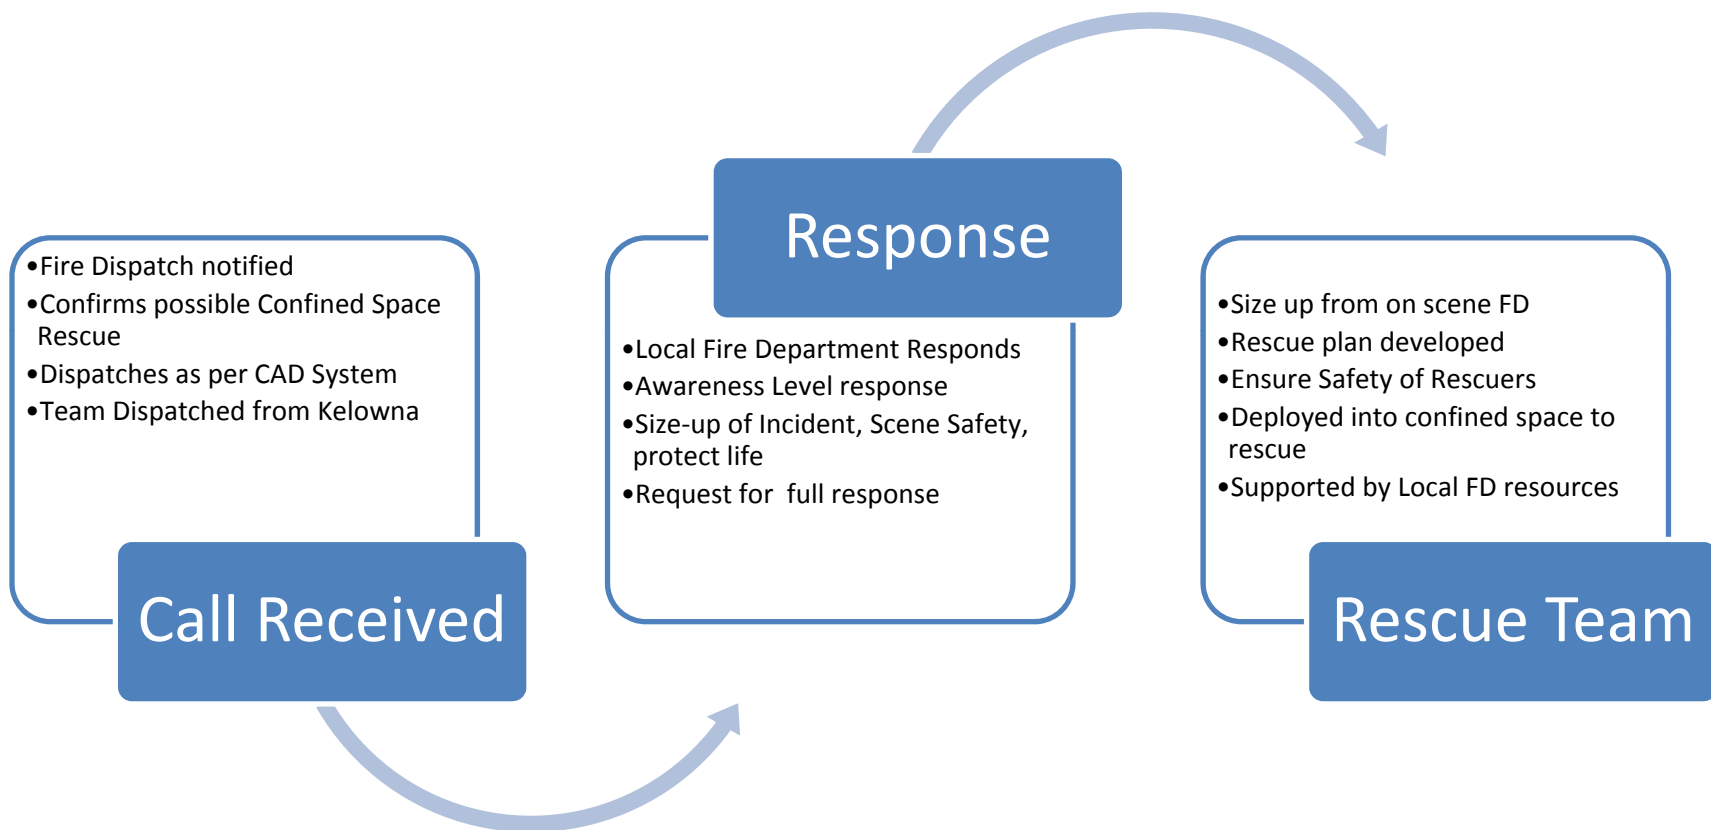 •Fire Dispatch notified
•Confirms possible Confined Space
Rescue
•Dispatches as per CAD System
•Team Dispatched from Kelowna
Call Received
Response
•Local Fire Department Responds
•Awareness Level response
•Size-up of Incident, Scene Safety,
protect life
•Request for  full response
•Size up from on scene FD
•Rescue plan developed
•Ensure Safety of Rescuers
•Deployed into confined space to
rescue
•Supported by Local FD resources
Rescue Team